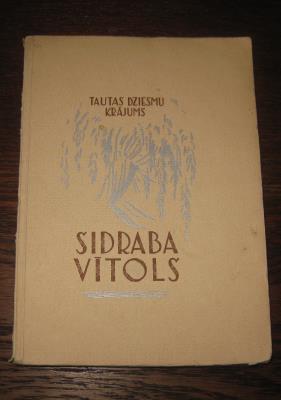 TAUTAS DZIESMU
KRĀJUMS
SIDRABA
VĪTOLS